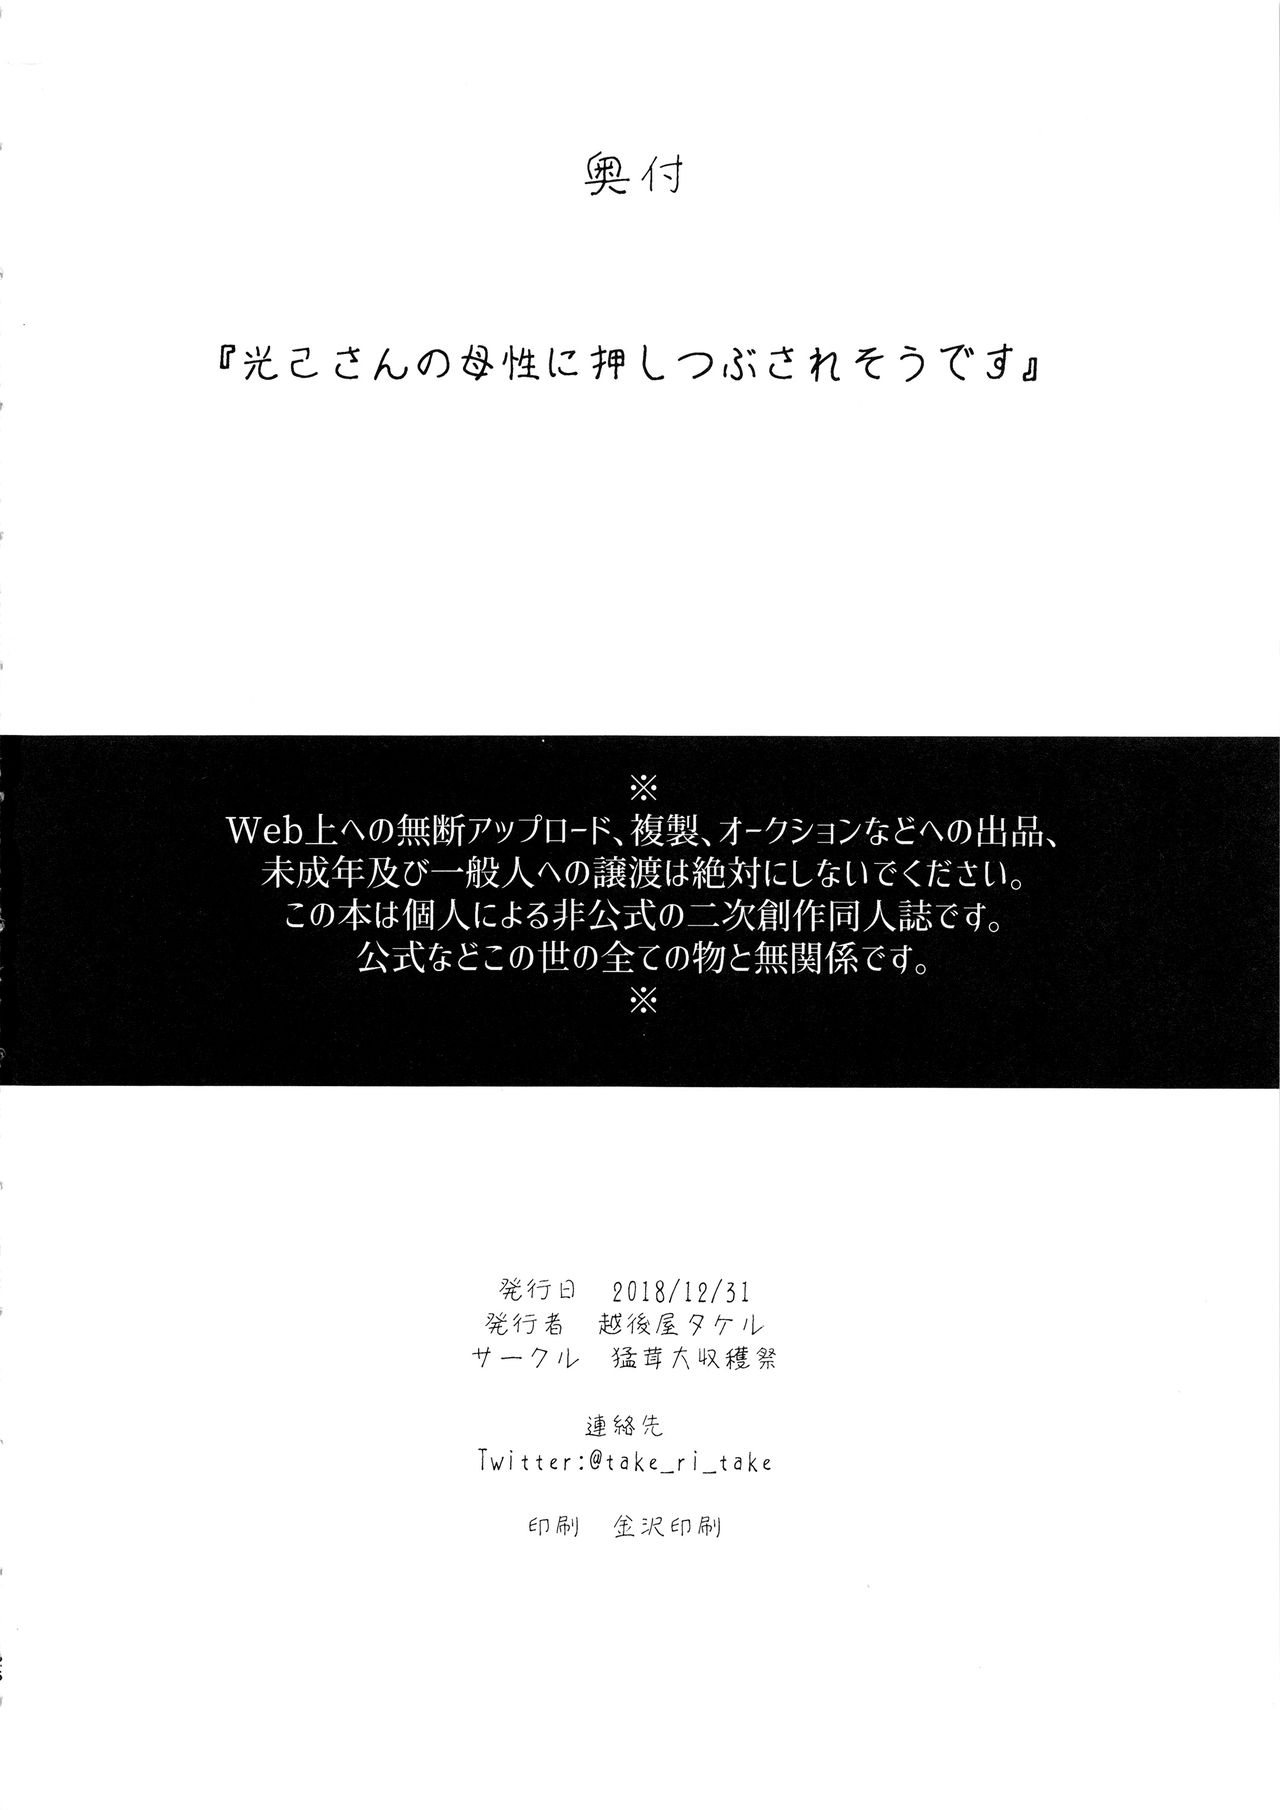 奥付
『光己さんの母性に押しつぶされそうです』
※
Web上への無断アップロード、複製、オークションなどへの出品、
未成年及び一般人への譲渡は絶対にしないでください。
この本は個人による非公式の二次創作同人誌です。
公式などこの世の全ての物と無関係です。
※
発行日　2018/12/31
発行者　越後屋タケル
サークル　猛茸大収穫祭
連絡先
Twitter:@take_ri_take
印刷　金沢印刷